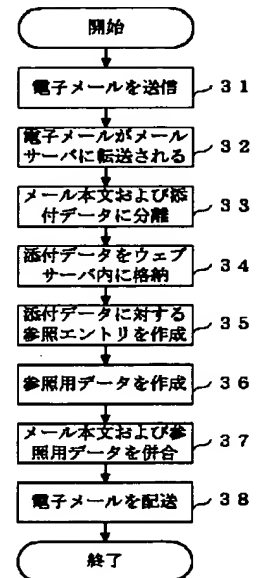 開始
電子メールを送信
31
電子メールがメール
サーバに転送される
32
メール本文および添
付データに分離
33
添付データをウェブ
サーバ内に格納
34
添付データに対する
参照エントリを作成
35
参照用データを作成
36
メール本文および参
照用データを併合
37
電子メールを配送
38
終了